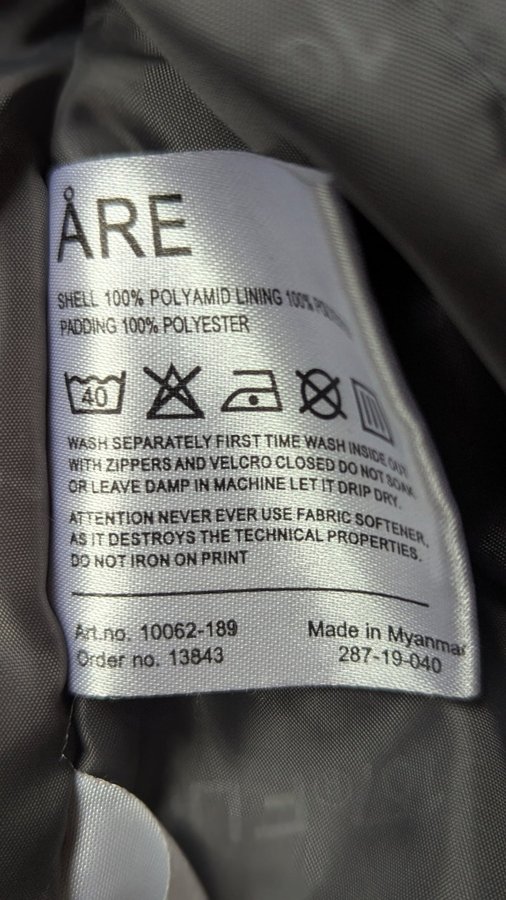 ÅRE
SHELL 100% POLYAMID LINING 100%
PADDING 100% POLYESTER
40
WASH SEPARATELY FIRST TIME WASH INSIDE OUT
WITH ZIPPERS AND VELCRO CLOSED DO NOT SOAK
OR LEAVE DAMP IN MACHINE LET IT DRIP DRY.
ATTENTION NEVER EVER USE FABRIC SOFTENER,
AS IT DESTROYS THE TECHNICAL PROPERTIES.
DO NOT IRON ON PRINT
Art.no. 10062-189 Made in Myanmar
Order no. 13843 287-19-040